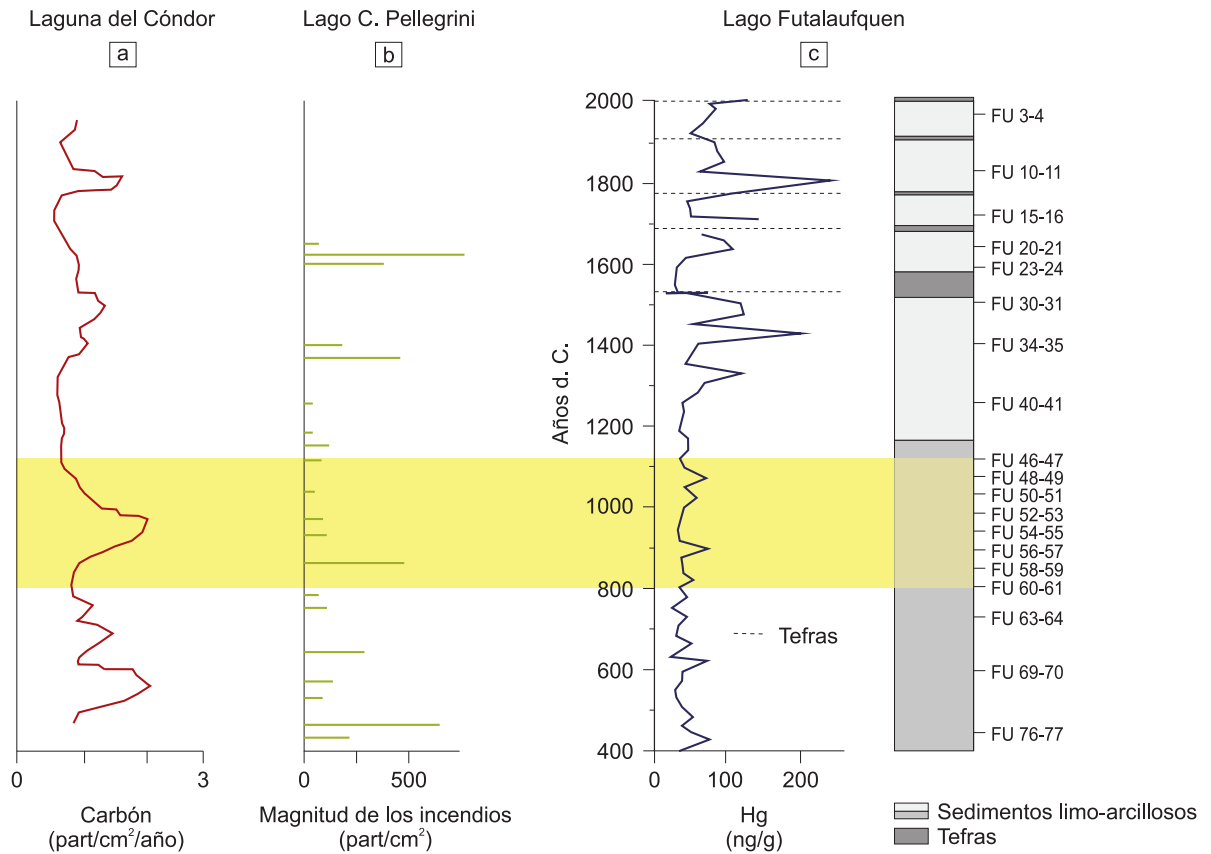 Laguna del Cóndor
a
Lago C. Pellegrini
b
Lago Futalaufquen
c
0
3
Carbón
(part/cm²/año)
0
500
Magnitud de los incendios
(part/cm²)
Años d. C.
2000
1800
1600
1400
1200
1000
800
600
400
Tefras
0
100
200
Hg
(ng/g)
FU 3-4
FU 10-11
FU 15-16
FU 20-21
FU 23-24
FU 30-31
FU 34-35
FU 40-41
FU 46-47
FU 48-49
FU 50-51
FU 52-53
FU 54-55
FU 56-57
FU 58-59
FU 60-61
FU 63-64
FU 69-70
FU 76-77
Sedimentos limo-arcillosos
Tefras